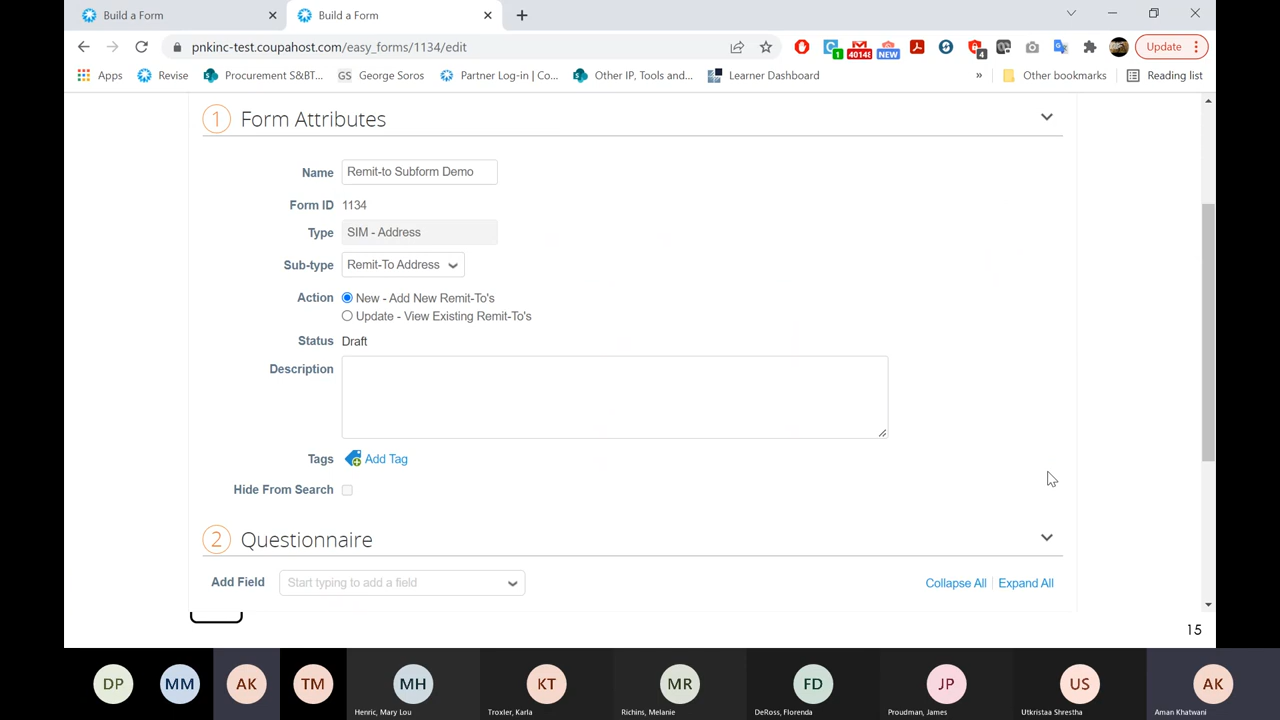 Build a Form
Build a Form
pnkinc-test.coupahost.com/easy_forms/1134/edit
1
40148
NEW
4
Update
Apps
Revise
Procurement S&BT...
GS George Soros
Partner Log-in | Co...
Other IP, Tools and...
Learner Dashboard
»
Other bookmarks
Reading list
1 Form Attributes
Name Remit-to Subform Demo
Form ID 1134
Type SIM - Address
Sub-type Remit-To Address
Action New - Add New Remit-To's
Update - View Existing Remit-To's
Status Draft
Description
Tags Add Tag
Hide From Search
2 Questionnaire
Add Field Start typing to add a field Collapse All Expand All
15
DP MM AK TM MH KT MR FD JP US AK
Henric, Mary Lou Troxler, Karla Richins, Melanie DeRoss, Florenda Proudman, James Utkristaa Shrestha Aman Khatwani